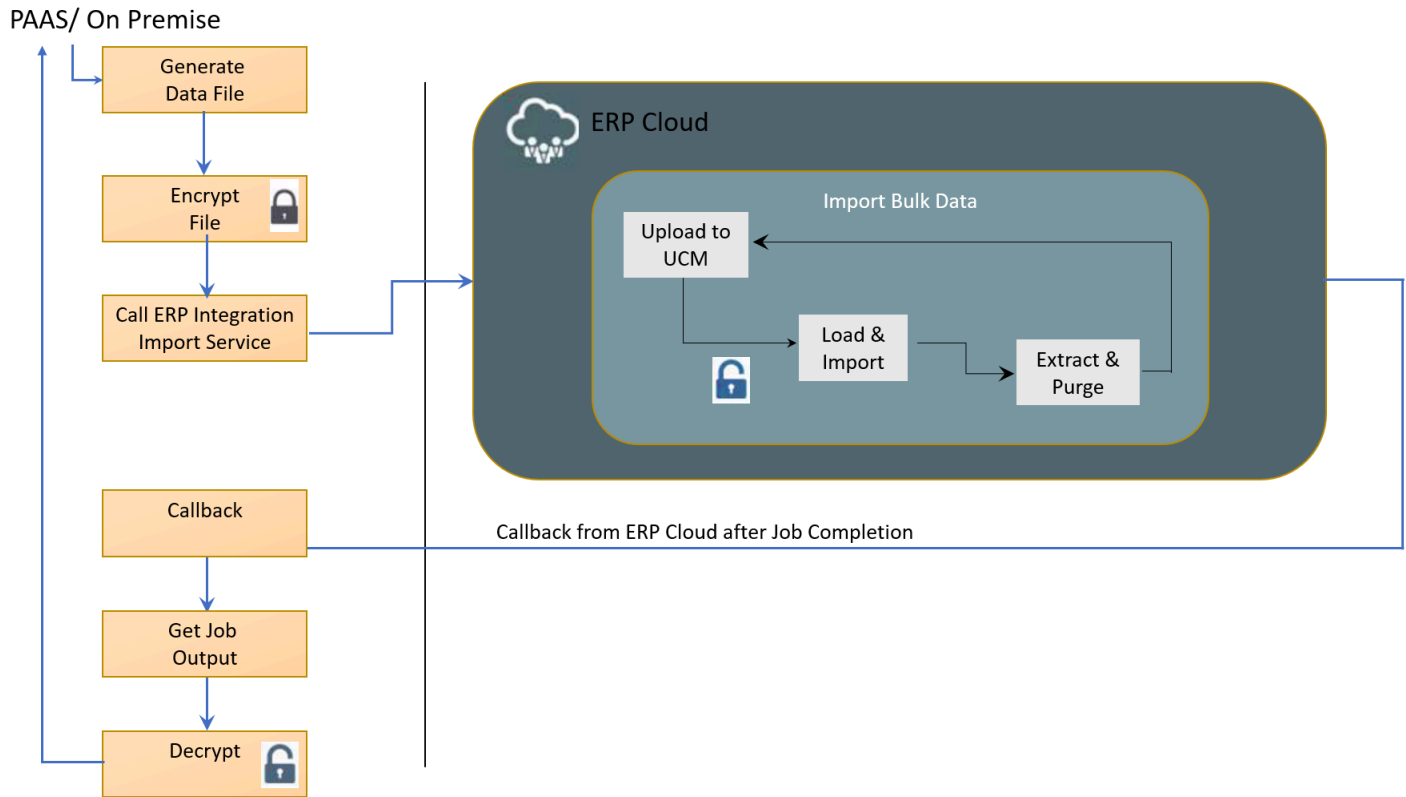 PAAS/ On Premise
Generate
Data File
Encrypt
File
Call ERP Integration
Import Service
ERP Cloud
Import Bulk Data
Upload to
UCM
Load &
Import
Extract &
Purge
Callback
Callback from ERP Cloud after Job Completion
Get Job
Output
Decrypt